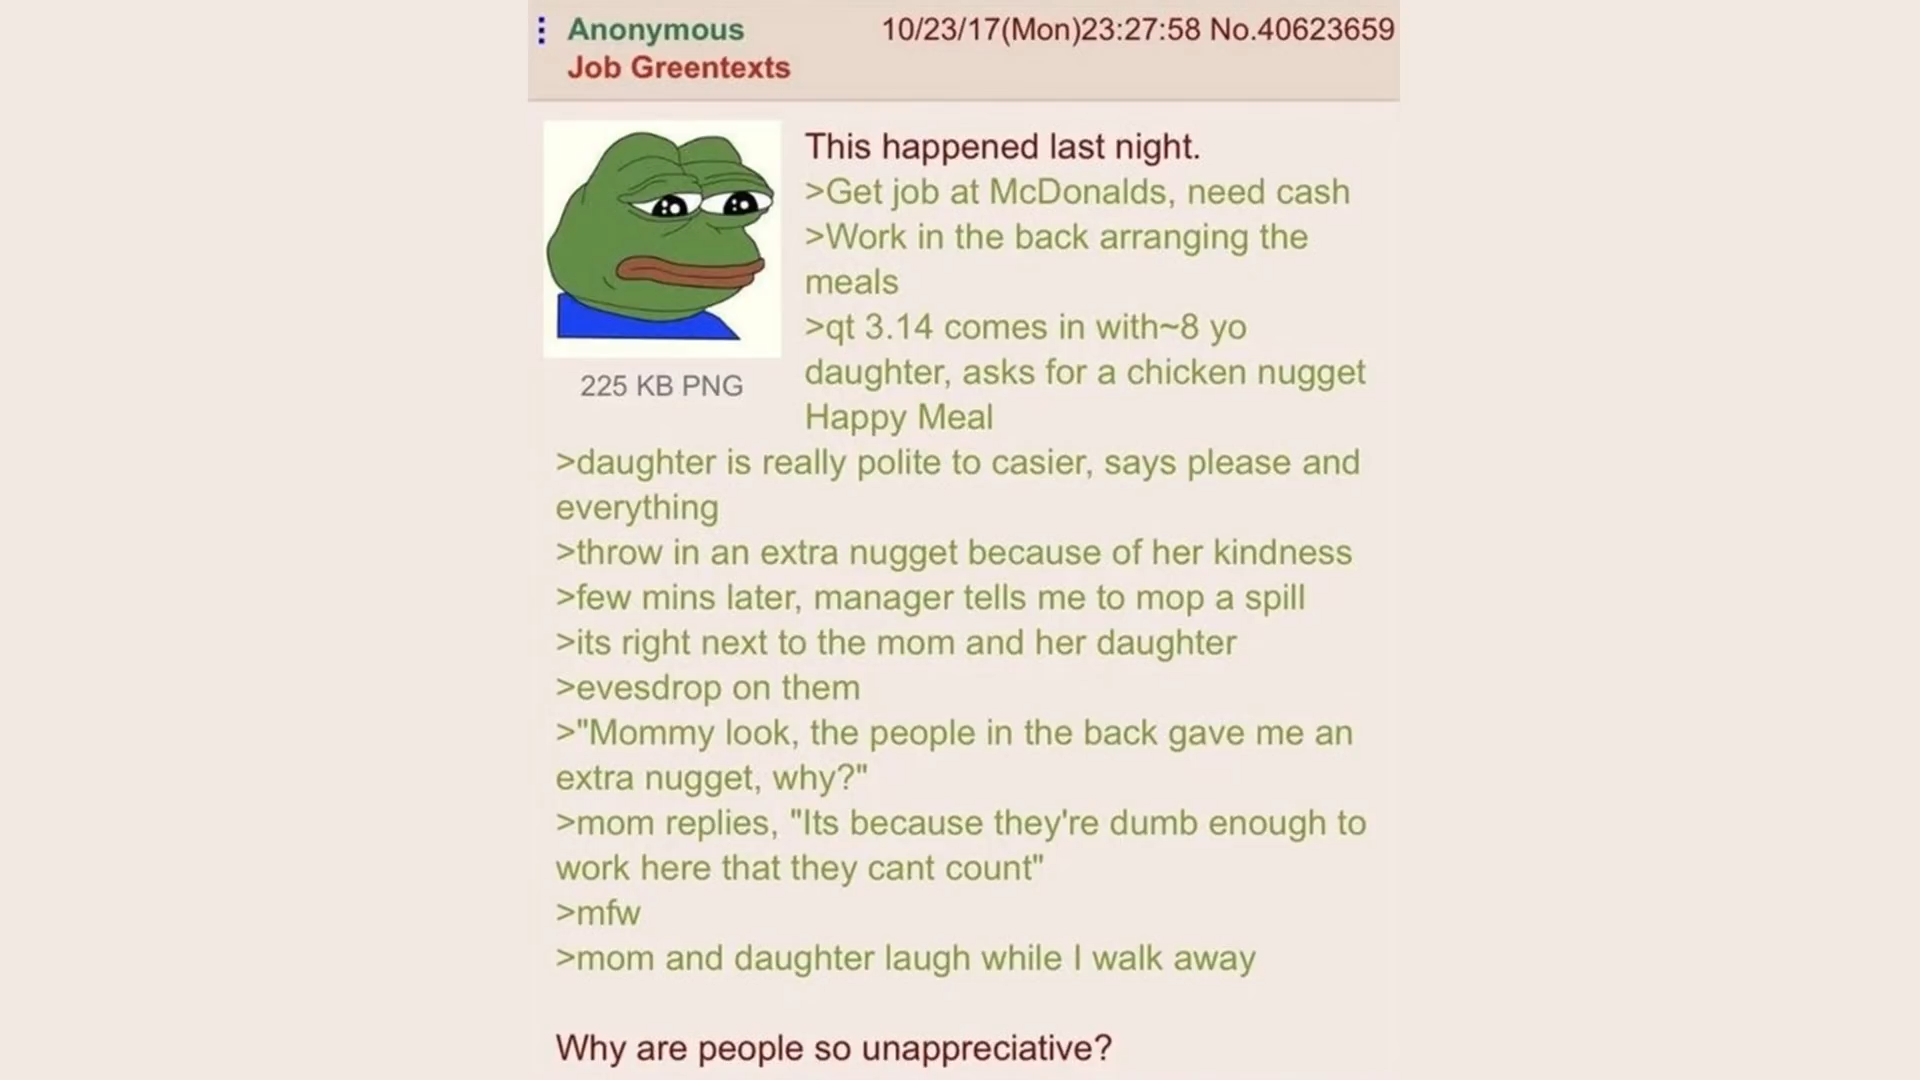 Anonymous 10/23/17(Mon)23:27:58 No.40623659
Job Greentexts
This happened last night.
>Get job at McDonalds, need cash
>Work in the back arranging the
meals
>qt 3.14 comes in with~8 yo
daughter, asks for a chicken nugget
Happy Meal
225 KB PNG
>daughter is really polite to casier, says please and
everything
>throw in an extra nugget because of her kindness
>few mins later, manager tells me to mop a spill
>its right next to the mom and her daughter
>evesdrop on them
>"Mommy look, the people in the back gave me an
extra nugget, why?"
>mom replies, "Its because they're dumb enough to
work here that they cant count"
>mfw
>mom and daughter laugh while I walk away
Why are people so unappreciative?